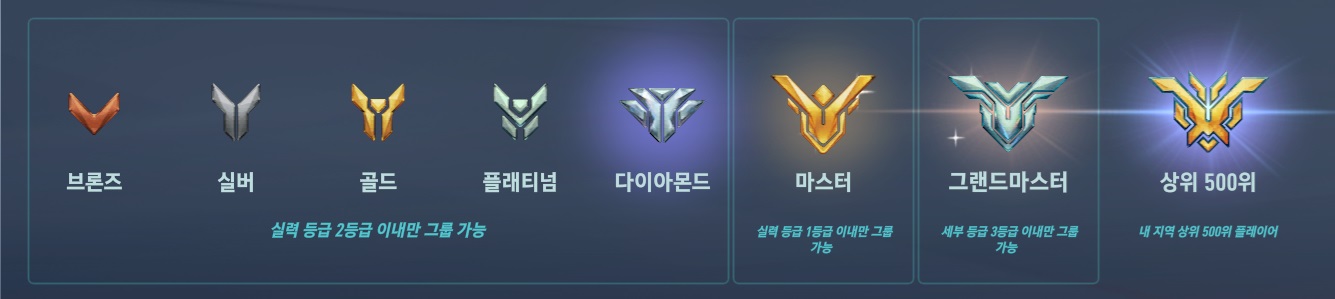 브론즈
실버
골드
플래티넘
다이아몬드
마스터
그랜드마스터
상위 500위
실력 등급 2등급 이내만 그룹 가능
실력 등급 1등급 이내만 그룹
가능
세부 등급 3등급 이내만 그룹
가능
내 지역 상위 500위 플레이어